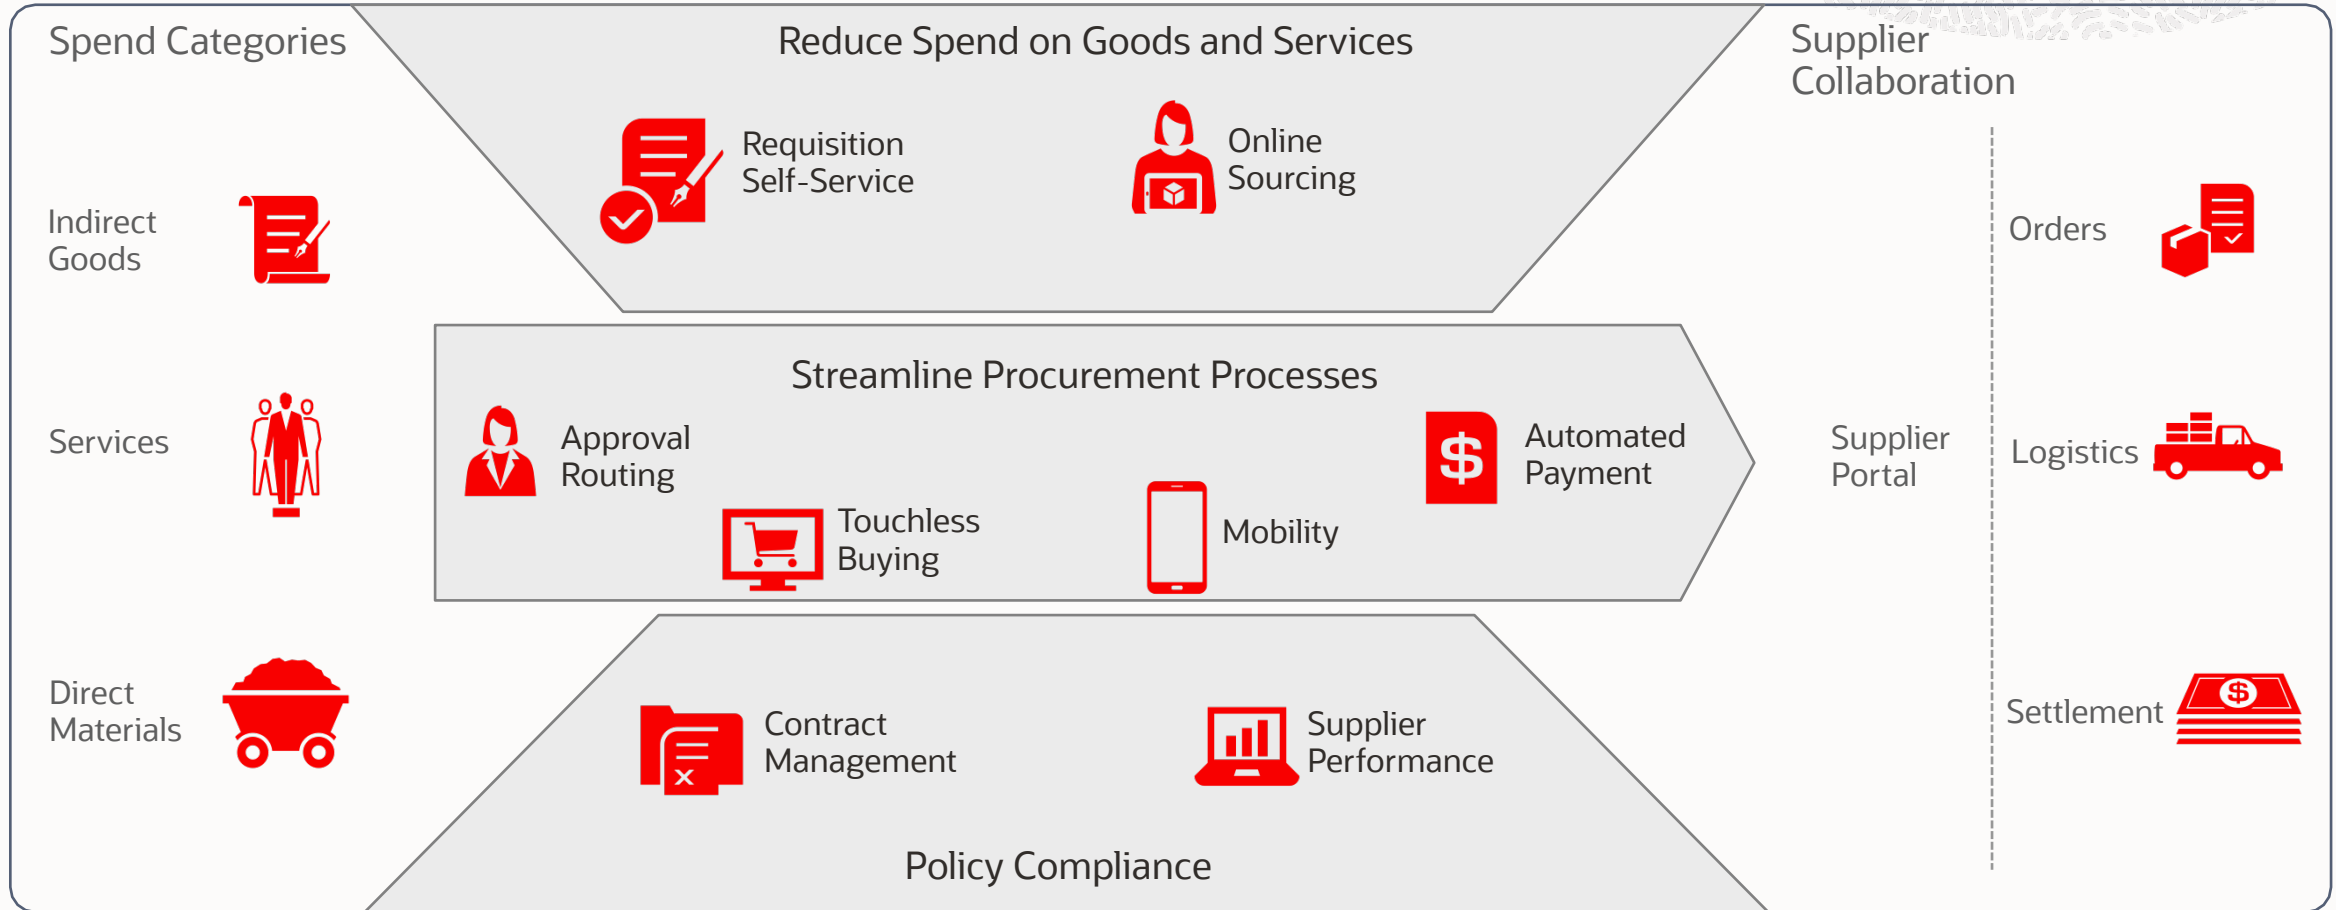 Spend Categories
Indirect
Goods
Services
Direct
Materials
Reduce Spend on Goods and Services
Requisition
Self-Service
Online
Sourcing
Streamline Procurement Processes
Approval
Routing
Touchless
Buying
Mobility
Automated
Payment
$
Contract
Management
Supplier
Performance
Policy Compliance
Supplier
Collaboration
Supplier
Portal
Orders
Logistics
Settlement
$